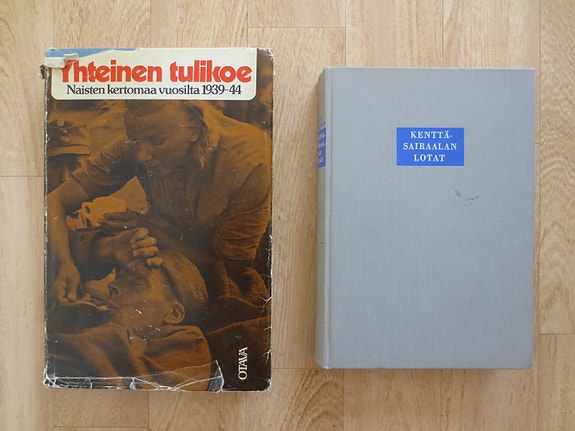 Yhteinen tulikoe
Naisten kertomaa vuosilta 1939-44
OTAVA
KENTTÄ-
SAIRAALAN
LOTAT